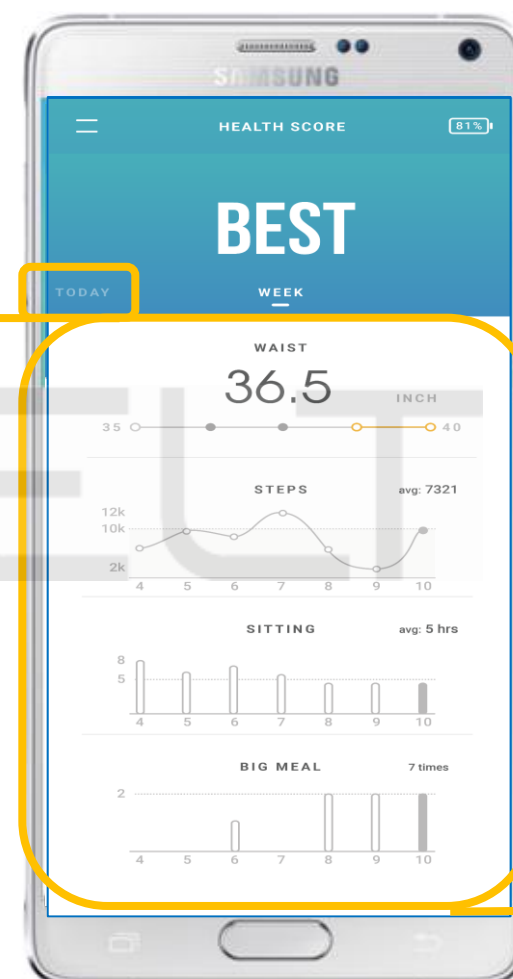 SAMSUNG
HEALTH SCORE 81%
BEST
TODAY WEEK
WAIST
36.5 INCH
35 40
STEPS avg: 7321
12k
10k
2k
4 5 6 7 8 9 10
SITTING avg: 5 hrs
8
5
4 5 6 7 8 9 10
BIG MEAL 7 times
2
4 5 6 7 8 9 10